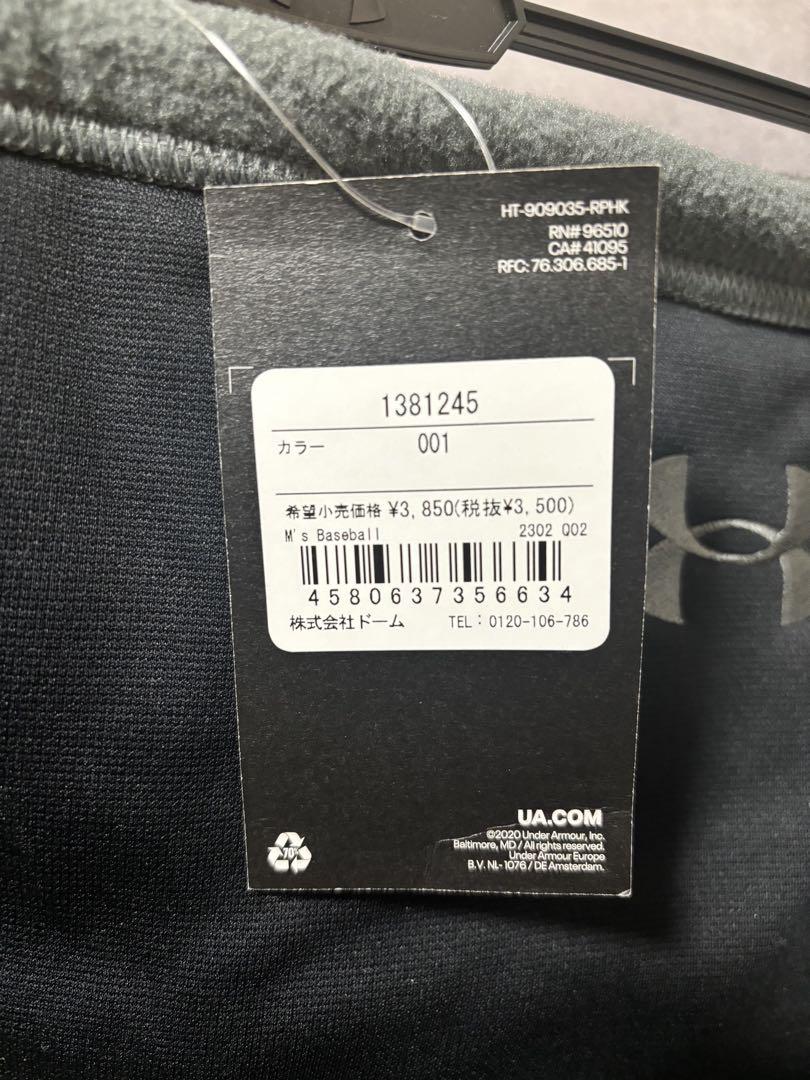 HT-909035-RPHK
RN# 96510
CA# 41095
RFC: 76.306.685-1
1381245
カラー 001
希望小売価格 ¥3,850(税抜¥3,500)
M's Baseball 2302 Q02
4580637356634
株式会社ドーム TEL：0120-106-786
UA.COM
©2020 Under Armour, Inc.
Baltimore, MD / All rights reserved.
Under Armour Europe
B.V. NL-1076 / DE Amsterdam.
70%